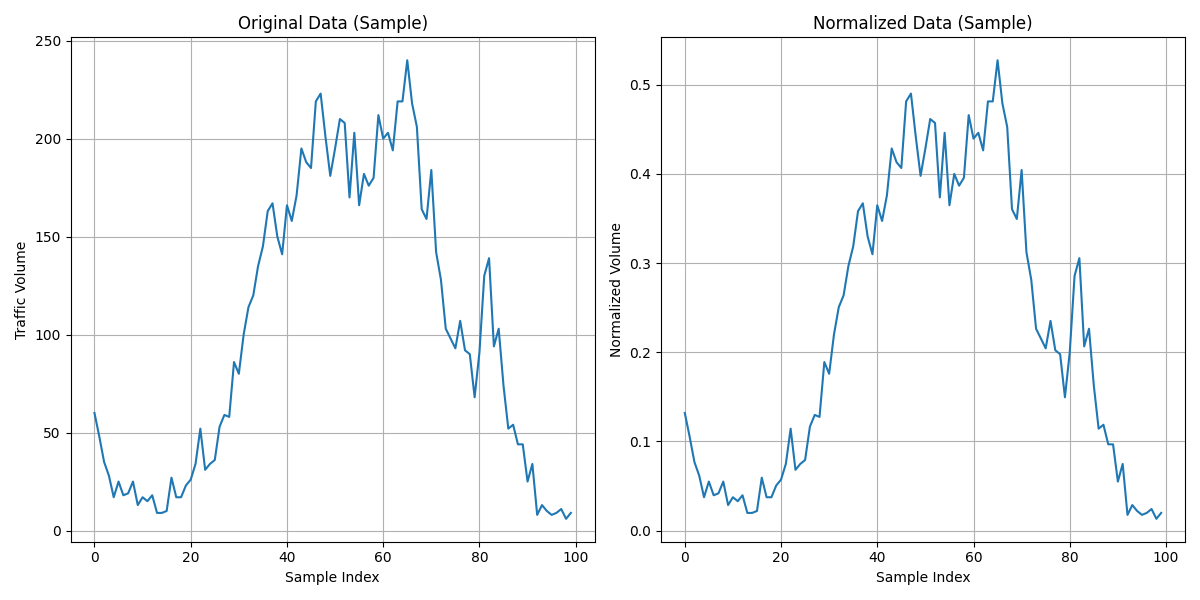 Original Data (Sample)
250
200
150
100
50
0
Traffic Volume
0 20 40 60 80 100
Sample Index
Normalized Data (Sample)
0.5
0.4
0.3
0.2
0.1
0.0
Normalized Volume
0 20 40 60 80 100
Sample Index